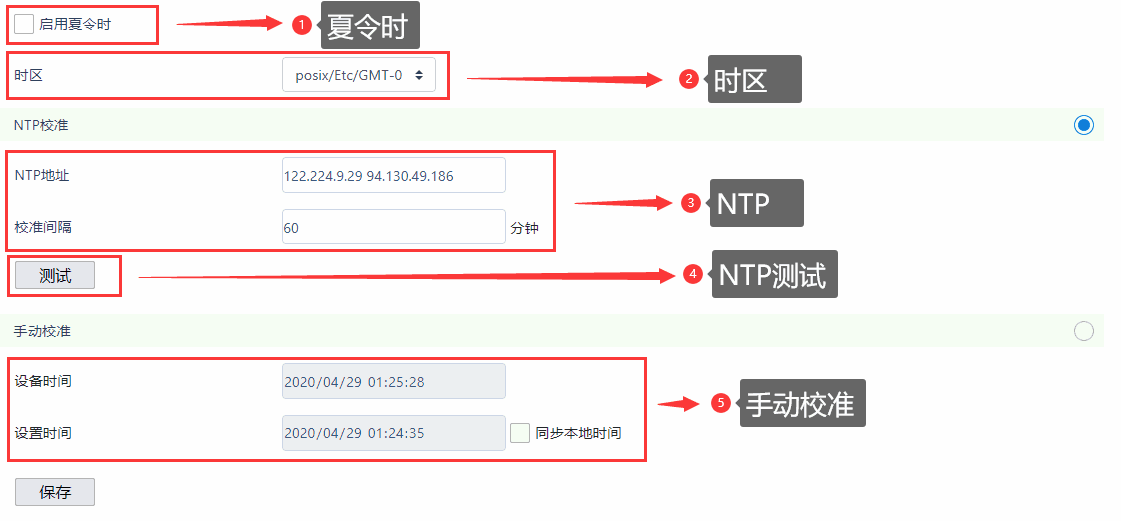 启用夏令时
1 夏令时
时区 posix/Etc/GMT-0
2 时区
NTP校准
NTP地址 122.224.9.29 94.130.49.186
3 NTP
校准间隔 60 分钟
测试
4 NTP测试
手动校准
设备时间 2020/04/29 01:25:28
5 手动校准
设置时间 2020/04/29 01:24:35 同步本地时间
保存